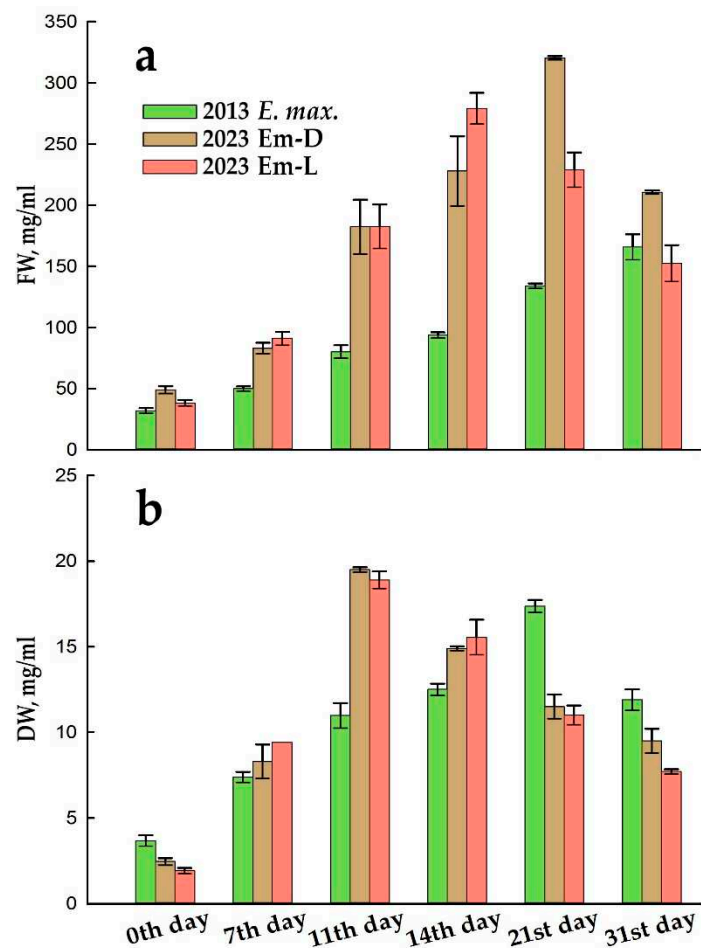 a
2013 E. max.
2023 Em-D
2023 Em-L
FW, mg/ml
350
300
250
200
150
100
50
0
b
DW, mg/ml
25
20
15
10
5
0
0th day 7th day 11th day 14th day 21st day 31st day